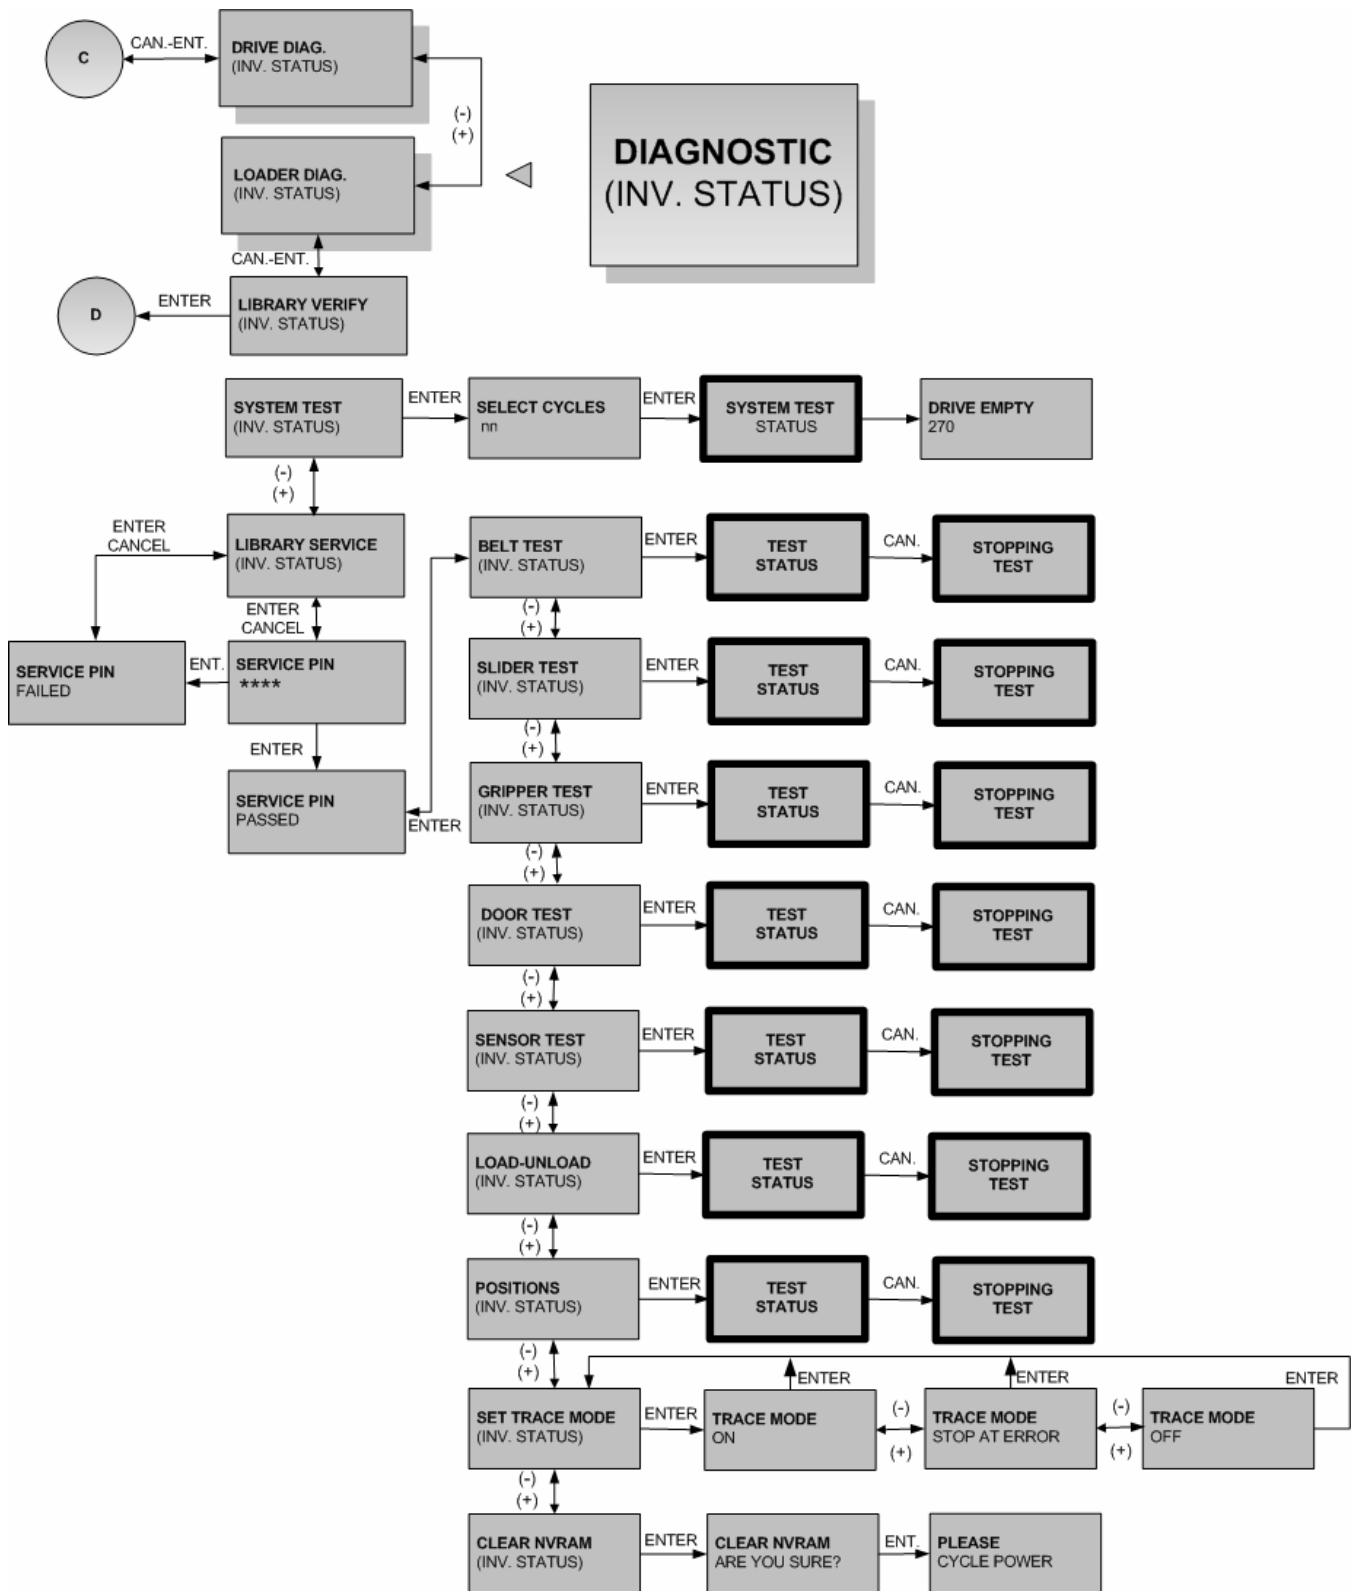 C
CAN.-ENT.
DRIVE DIAG.
(INV. STATUS)
(-)
(+)
DIAGNOSTIC
(INV. STATUS)
LOADER DIAG.
(INV. STATUS)
CAN.-ENT.
D
ENTER
LIBRARY VERIFY
(INV. STATUS)
SYSTEM TEST
(INV. STATUS)
ENTER
SELECT CYCLES
nn
ENTER
SYSTEM TEST
STATUS
DRIVE EMPTY
270
(-)
(+)
ENTER
CANCEL
LIBRARY SERVICE
(INV. STATUS)
ENTER
CANCEL
SERVICE PIN
FAILED
ENT.
SERVICE PIN
****
ENTER
SERVICE PIN
PASSED
ENTER
BELT TEST
(INV. STATUS)
ENTER
TEST
STATUS
CAN.
STOPPING
TEST
(-)
(+)
SLIDER TEST
(INV. STATUS)
ENTER
TEST
STATUS
CAN.
STOPPING
TEST
(-)
(+)
GRIPPER TEST
(INV. STATUS)
ENTER
TEST
STATUS
CAN.
STOPPING
TEST
(-)
(+)
DOOR TEST
(INV. STATUS)
ENTER
TEST
STATUS
CAN.
STOPPING
TEST
(-)
(+)
SENSOR TEST
(INV. STATUS)
ENTER
TEST
STATUS
CAN.
STOPPING
TEST
(-)
(+)
LOAD-UNLOAD
(INV. STATUS)
ENTER
TEST
STATUS
CAN.
STOPPING
TEST
(-)
(+)
POSITIONS
(INV. STATUS)
ENTER
TEST
STATUS
CAN.
STOPPING
TEST
(-)
(+)
SET TRACE MODE
(INV. STATUS)
ENTER
TRACE MODE
ON
ENTER
(-)
(+)
TRACE MODE
STOP AT ERROR
ENTER
(-)
(+)
TRACE MODE
OFF
ENTER
(-)
(+)
CLEAR NVRAM
(INV. STATUS)
ENTER
CLEAR NVRAM
ARE YOU SURE?
ENT.
PLEASE
CYCLE POWER